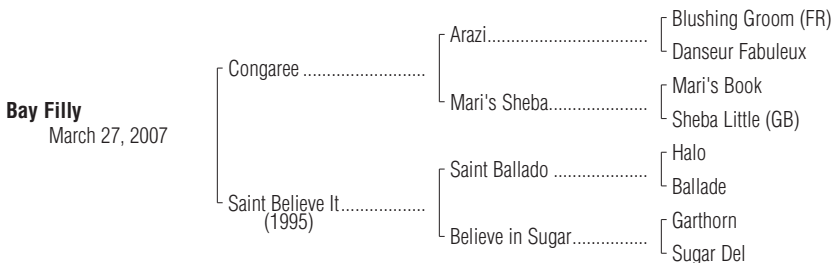 Blushing Groom (FR)
Arazi
Danseur Fabuleux
Congaree
Mari's Book
Mari's Sheba
Sheba Little (GB)
Bay Filly
March 27, 2007
Halo
Saint Ballado
Ballade
Saint Believe It
(1995)
Garthorn
Believe in Sugar
Sugar Del